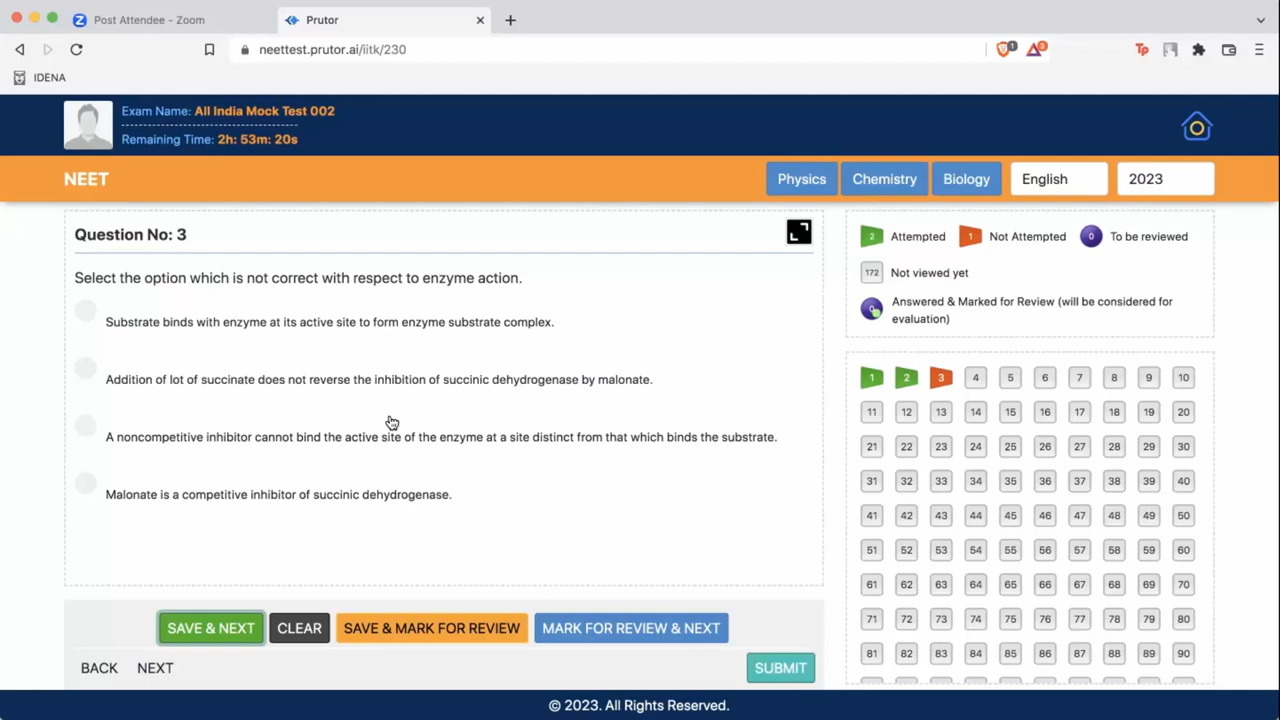 Post Attendee - Zoom
Prutor
neettest.prutor.ai/iitk/230
1
3
Tp
IDENA
Exam Name: All India Mock Test 002
Remaining Time: 2h: 53m: 20s
NEET
Physics
Chemistry
Biology
English
2023
Question No: 3
Select the option which is not correct with respect to enzyme action.
Substrate binds with enzyme at its active site to form enzyme substrate complex.
Addition of lot of succinate does not reverse the inhibition of succinic dehydrogenase by malonate.
A noncompetitive inhibitor cannot bind the active site of the enzyme at a site distinct from that which binds the substrate.
Malonate is a competitive inhibitor of succinic dehydrogenase.
SAVE & NEXT
CLEAR
SAVE & MARK FOR REVIEW
MARK FOR REVIEW & NEXT
BACK
NEXT
SUBMIT
2 Attempted
1 Not Attempted
0 To be reviewed
172 Not viewed yet
0 Answered & Marked for Review (will be considered for
evaluation)
1 2 3 4 5 6 7 8 9 10
11 12 13 14 15 16 17 18 19 20
21 22 23 24 25 26 27 28 29 30
31 32 33 34 35 36 37 38 39 40
41 42 43 44 45 46 47 48 49 50
51 52 53 54 55 56 57 58 59 60
61 62 63 64 65 66 67 68 69 70
71 72 73 74 75 76 77 78 79 80
81 82 83 84 85 86 87 88 89 90
© 2023. All Rights Reserved.